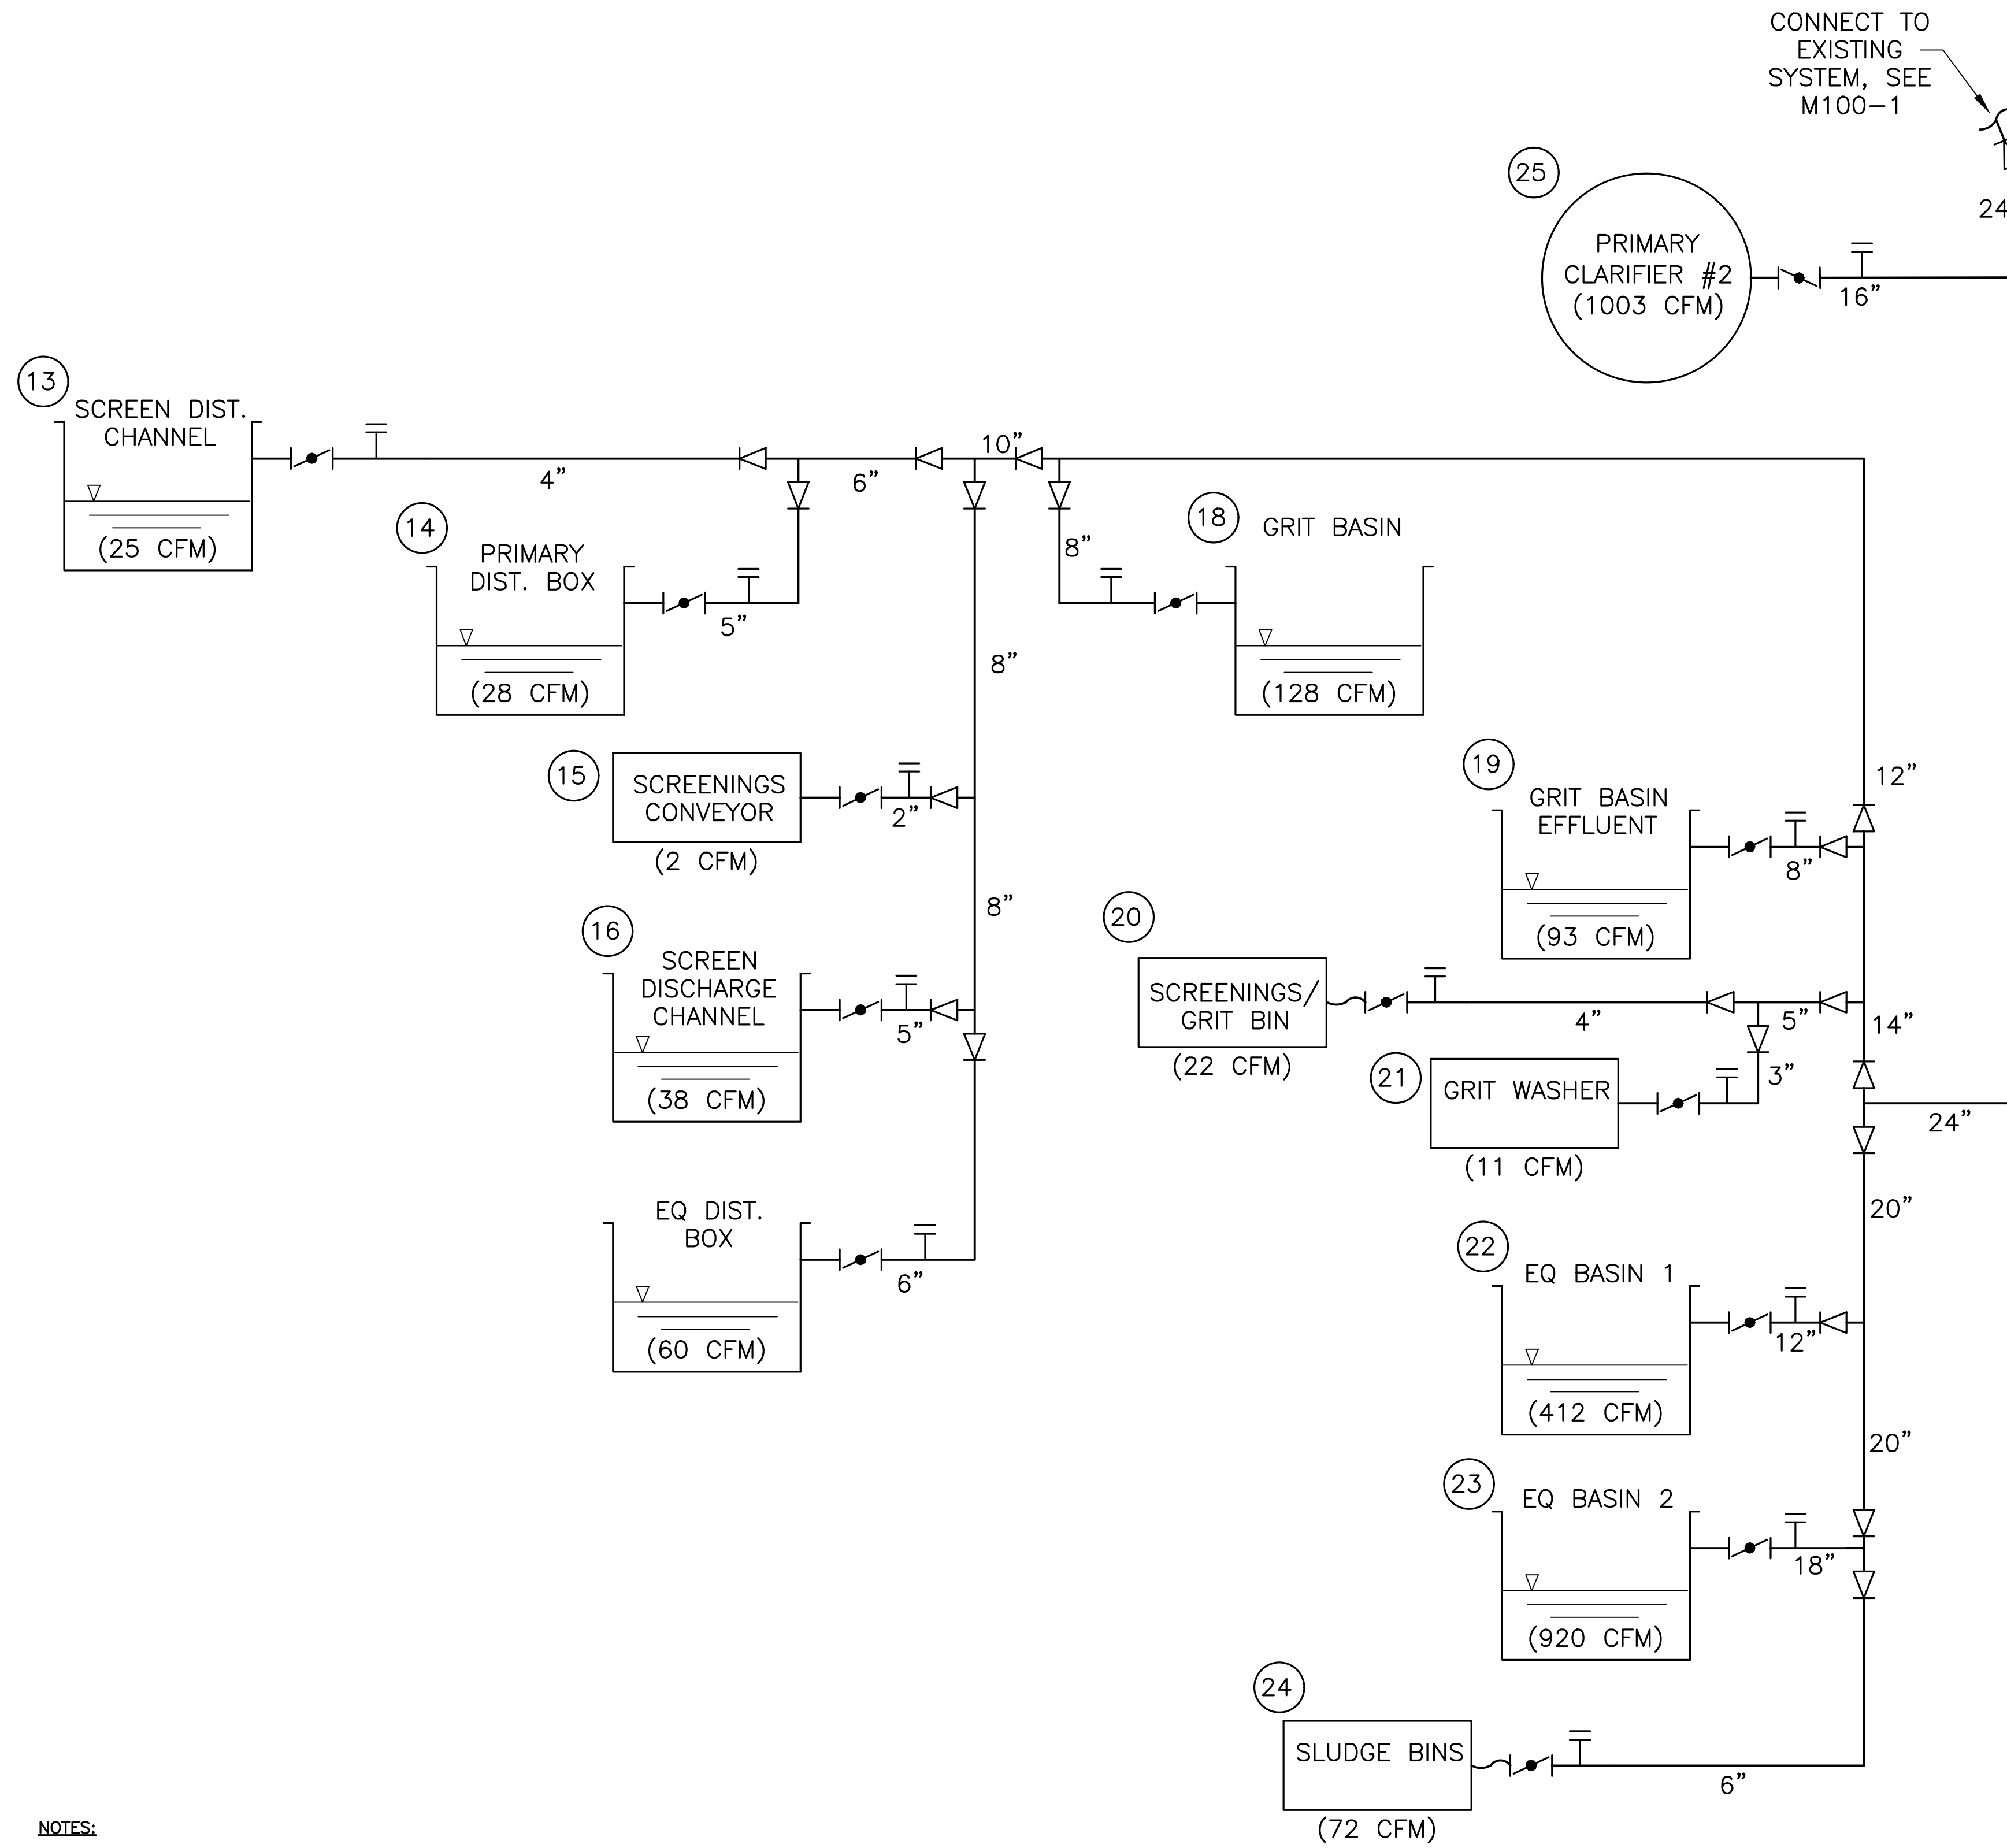 CONNECT TO
EXISTING
SYSTEM, SEE
M100-1
24
25
PRIMARY
CLARIFIER #2
(1003 CFM)
16"
13
SCREEN DIST.
CHANNEL
(25 CFM)
4"
6"
10"
14
PRIMARY
DIST. BOX
(28 CFM)
5"
8"
18
GRIT BASIN
(128 CFM)
8"
15
SCREENINGS
CONVEYOR
(2 CFM)
2"
19
GRIT BASIN
EFFLUENT
(93 CFM)
8"
12"
8"
16
SCREEN
DISCHARGE
CHANNEL
(38 CFM)
5"
20
SCREENINGS/
GRIT BIN
(22 CFM)
4"
5"
14"
21
GRIT WASHER
(11 CFM)
3"
24"
EQ DIST.
BOX
(60 CFM)
6"
20"
22
EQ BASIN 1
(412 CFM)
12"
20"
23
EQ BASIN 2
(920 CFM)
18"
24
SLUDGE BINS
(72 CFM)
6"
NOTES: